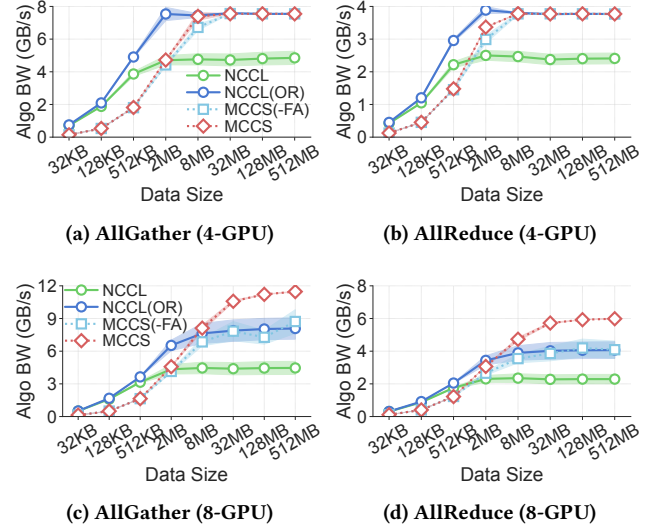 8
6
4
2
0
Algo BW (GB/s)
NCCL
NCCL(OR)
MCCS(-FA)
MCCS
32KB
128KB
512KB
2MB
8MB
32MB
128MB
512MB
Data Size
(a) AllGather (4-GPU)
4
3
2
1
0
Algo BW (GB/s)
32KB
128KB
512KB
2MB
8MB
32MB
128MB
512MB
Data Size
(b) AllReduce (4-GPU)
12
9
6
3
0
Algo BW (GB/s)
NCCL
NCCL(OR)
MCCS(-FA)
MCCS
32KB
128KB
512KB
2MB
8MB
32MB
128MB
512MB
Data Size
(c) AllGather (8-GPU)
8
6
4
2
0
Algo BW (GB/s)
32KB
128KB
512KB
2MB
8MB
32MB
128MB
512MB
Data Size
(d) AllReduce (8-GPU)